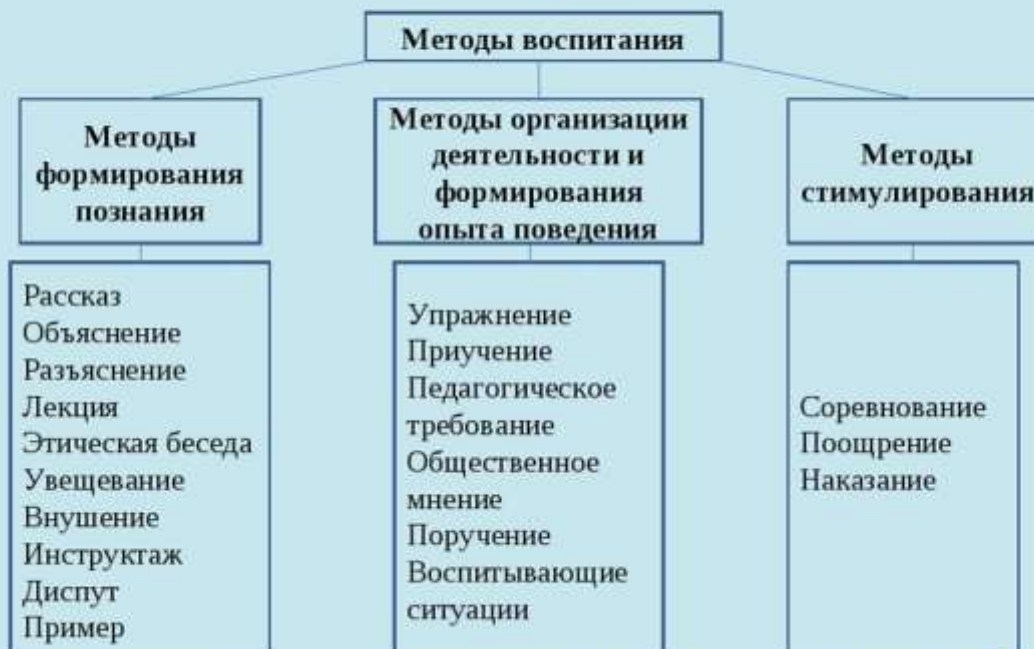 Методы воспитания
Методы
формирования
познания
Методы организации
деятельности и
формирования
опыта поведения
Методы
стимулирования
Рассказ
Объяснение
Разъяснение
Лекция
Этическая беседа
Увещевание
Внушение
Инструктаж
Диспут
Пример
Упражнение
Приучение
Педагогическое
требование
Общественное
мнение
Поручение
Воспитывающие
ситуации
Соревнование
Поощрение
Наказание